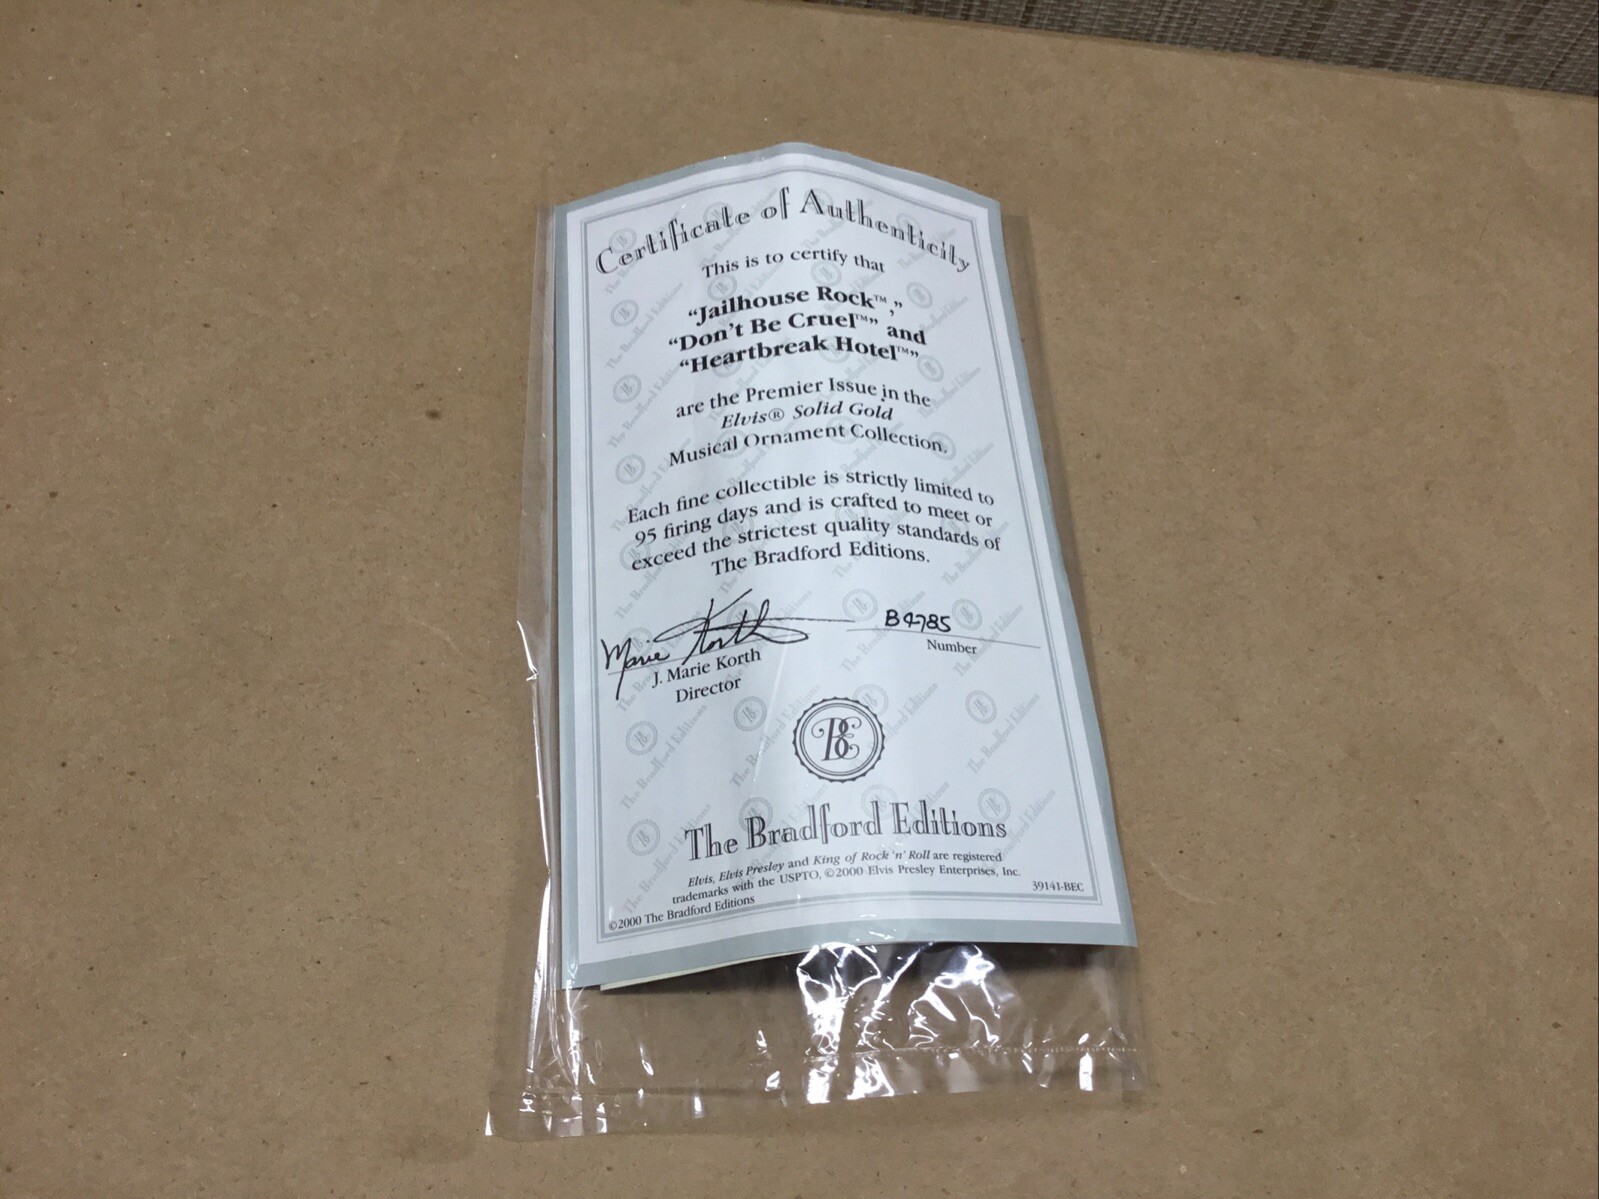 Certificate of Authenticity
This is to certify that
“Jailhouse Rock™,”
“Don’t Be Cruel™” and
“Heartbreak Hotel™”
are the Premier Issue in the
Elvis® Solid Gold
Musical Ornament Collection.
Each fine collectible is strictly limited to
95 firing days and is crafted to meet or
exceed the strictest quality standards of
The Bradford Editions.
Marie Korth
J. Marie Korth
Director
B4785
Number
BE
The Bradford Editions
Elvis, Elvis Presley and King of Rock ’n’ Roll are registered
trademarks with the USPTO, ©2000 Elvis Presley Enterprises, Inc.
©2000 The Bradford Editions
39141-BEC